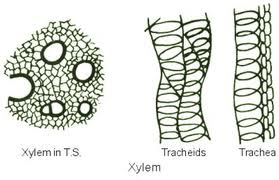 Xylem in T.S.
Tracheids
Trachea
Xylem